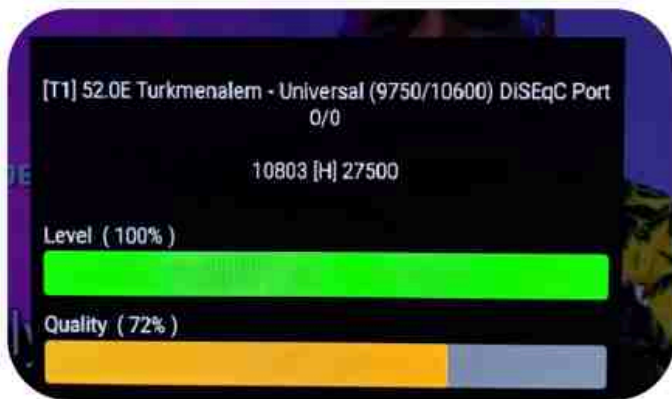 [T1] 52.0E Turkmenalem - Universal (9750/10600) DiSEqC Port
0/0
10803 [H] 27500
Level ( 100% )
Quality ( 72% )